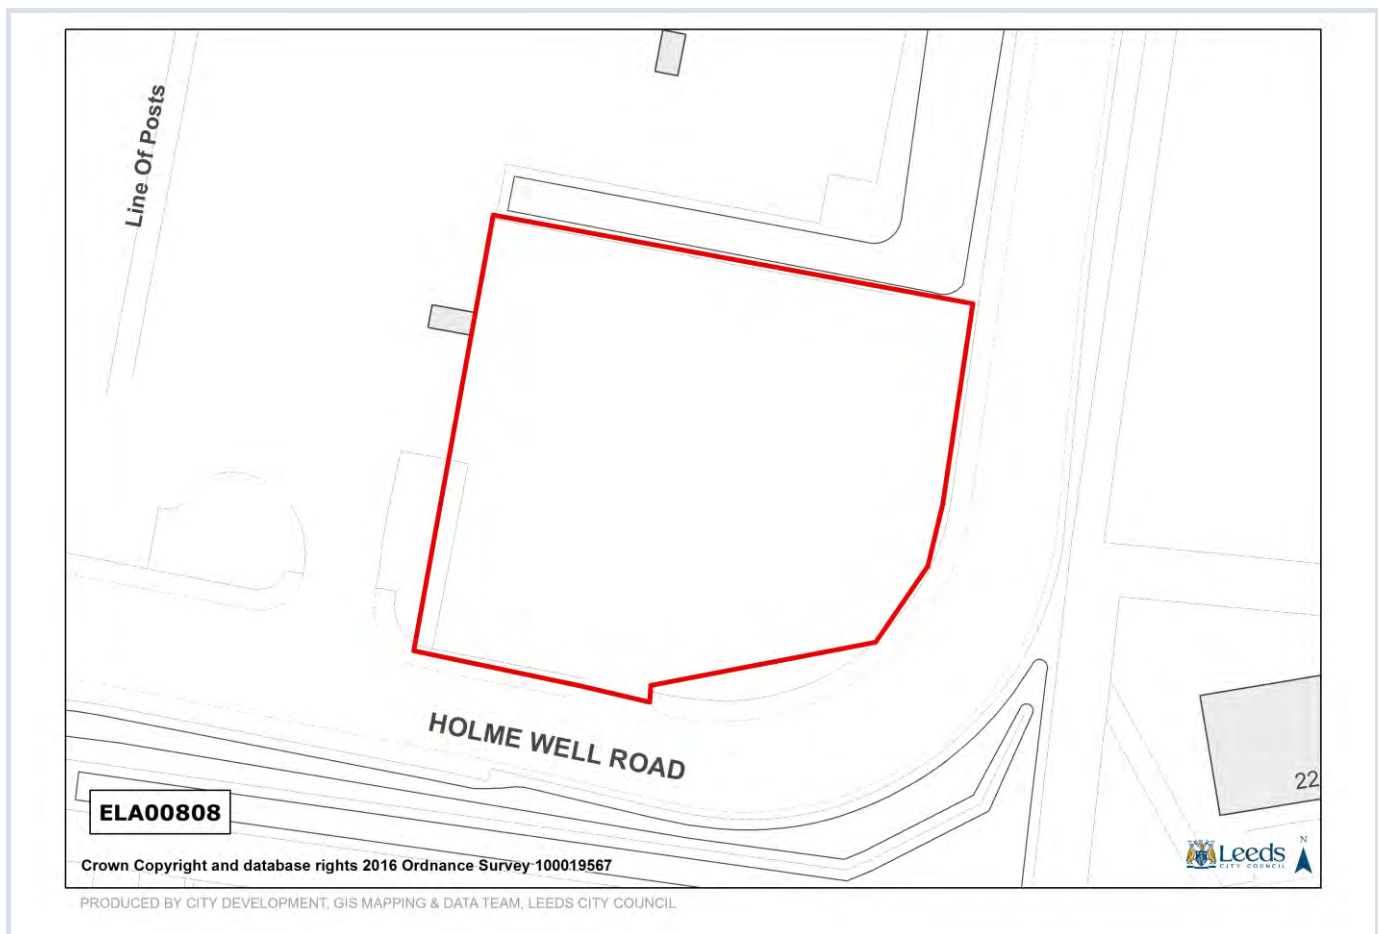 Line Of Posts
HOLME WELL ROAD
22
ELA00808
Leeds
CITY COUNCIL
N
Crown Copyright and database rights 2016 Ordnance Survey 100019567
PRODUCED BY CITY DEVELOPMENT, GIS MAPPING & DATA TEAM, LEEDS CITY COUNCIL